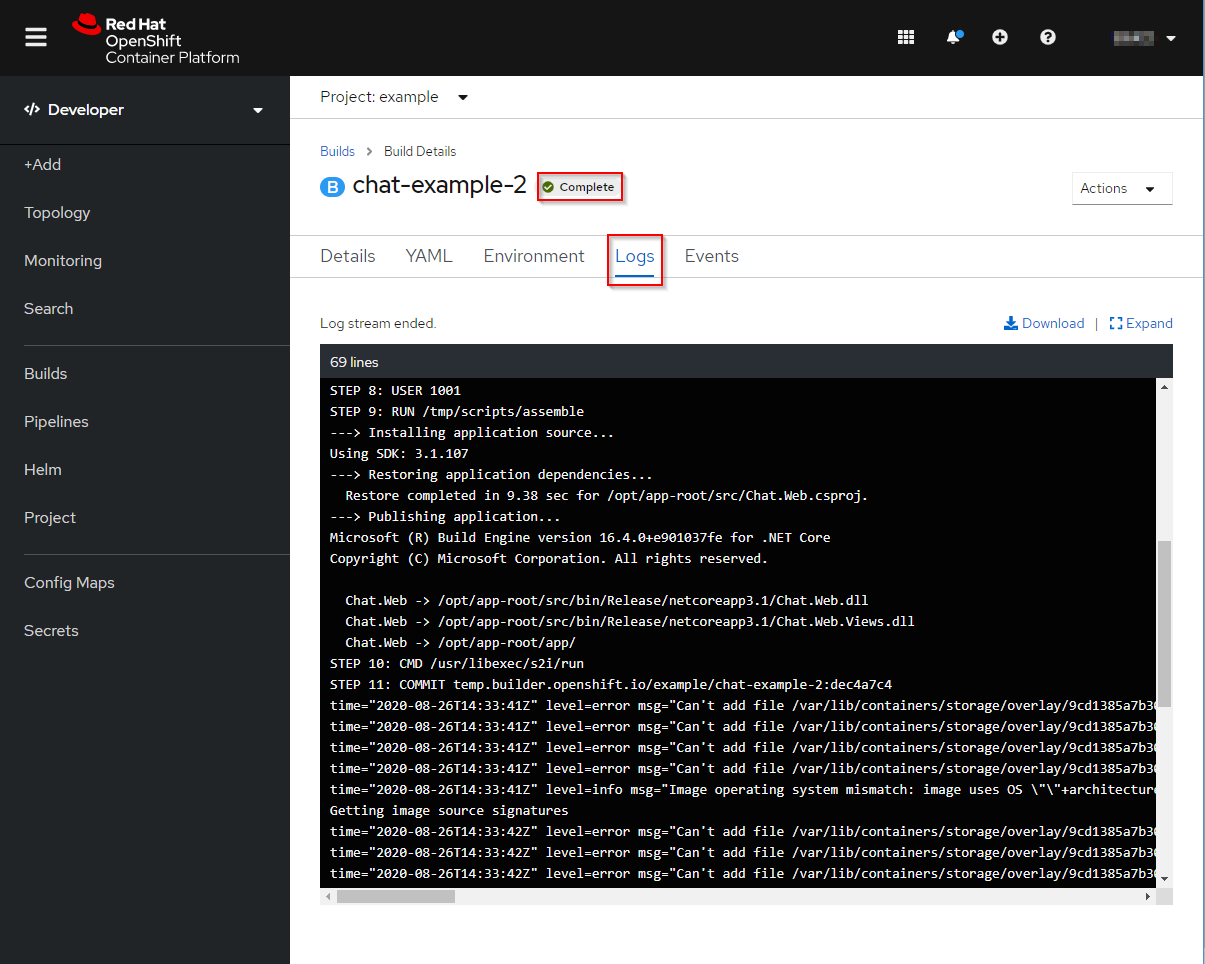 Red Hat
OpenShift
Container Platform
Developer
+Add
Topology
Monitoring
Search
Builds
Pipelines
Helm
Project
Config Maps
Secrets
Project: example
Builds > Build Details
B chat-example-2 Complete
Actions
Details YAML Environment Logs Events
Log stream ended.
Download | Expand
69 lines
STEP 8: USER 1001
STEP 9: RUN /tmp/scripts/assemble
---> Installing application source...
Using SDK: 3.1.107
---> Restoring application dependencies...
Restore completed in 9.38 sec for /opt/app-root/src/Chat.Web.csproj.
---> Publishing application...
Microsoft (R) Build Engine version 16.4.0+e901037fe for .NET Core
Copyright (C) Microsoft Corporation. All rights reserved.
Chat.Web -> /opt/app-root/src/bin/Release/netcoreapp3.1/Chat.Web.dll
Chat.Web -> /opt/app-root/src/bin/Release/netcoreapp3.1/Chat.Web.Views.dll
Chat.Web -> /opt/app-root/app/
STEP 10: CMD /usr/libexec/s2i/run
STEP 11: COMMIT temp.builder.openshift.io/example/chat-example-2:dec4a7c4
time="2020-08-26T14:33:41Z" level=error msg="Can't add file /var/lib/containers/storage/overlay/9cd1385a7b30
time="2020-08-26T14:33:41Z" level=error msg="Can't add file /var/lib/containers/storage/overlay/9cd1385a7b30
time="2020-08-26T14:33:41Z" level=error msg="Can't add file /var/lib/containers/storage/overlay/9cd1385a7b30
time="2020-08-26T14:33:41Z" level=error msg="Can't add file /var/lib/containers/storage/overlay/9cd1385a7b30
time="2020-08-26T14:33:41Z" level=info msg="Image operating system mismatch: image uses OS \"\"+architecture
Getting image source signatures
time="2020-08-26T14:33:42Z" level=error msg="Can't add file /var/lib/containers/storage/overlay/9cd1385a7b30
time="2020-08-26T14:33:42Z" level=error msg="Can't add file /var/lib/containers/storage/overlay/9cd1385a7b30
time="2020-08-26T14:33:42Z" level=error msg="Can't add file /var/lib/containers/storage/overlay/9cd1385a7b30